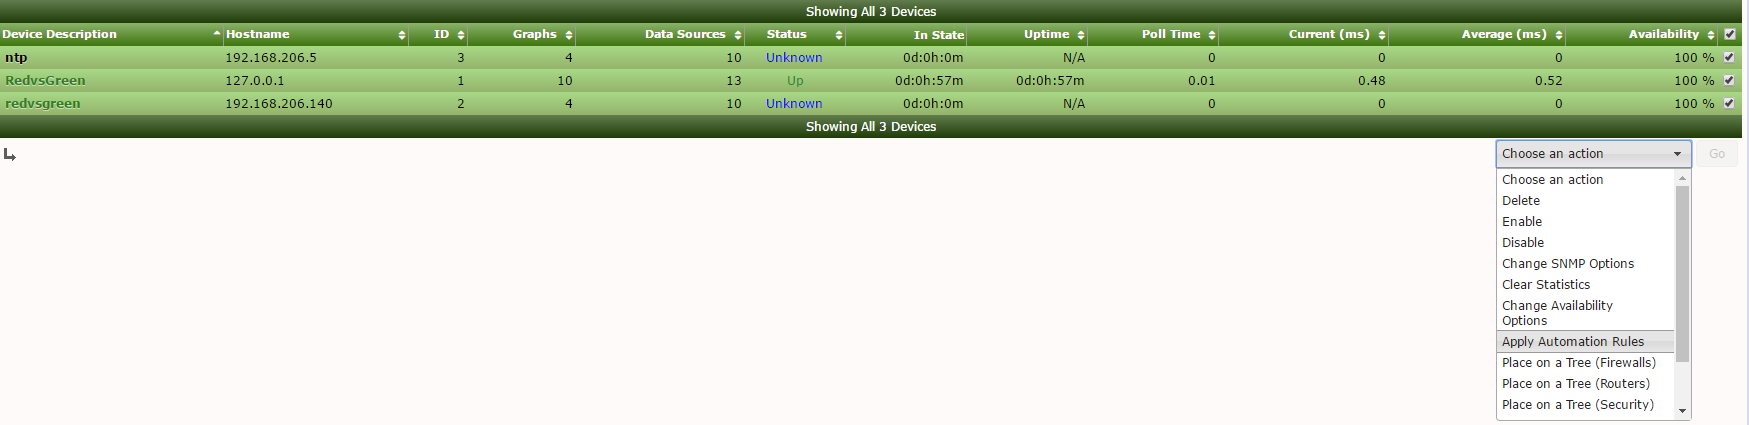 Showing All 3 Devices
Device Description Hostname ID Graphs Data Sources Status In State Uptime Poll Time Current (ms) Average (ms) Availability
ntp 192.168.206.5 3 4 10 Unknown 0d:0h:0m N/A 0 0 0 100 %
RedvsGreen 127.0.0.1 1 10 13 Up 0d:0h:57m 0d:0h:57m 0.01 0.48 0.52 100 %
redvsgreen 192.168.206.140 2 4 10 Unknown 0d:0h:0m N/A 0 0 0 100 %
Showing All 3 Devices
Choose an action Go
Choose an action
Delete
Enable
Disable
Change SNMP Options
Clear Statistics
Change Availability
Options
Apply Automation Rules
Place on a Tree (Firewalls)
Place on a Tree (Routers)
Place on a Tree (Security)